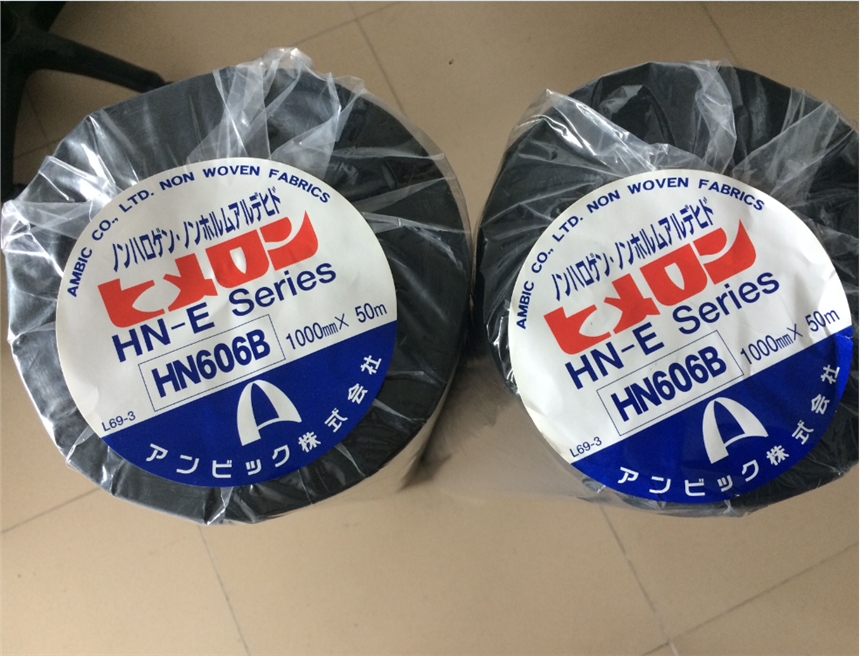 AMBIC CO., LTD. NON WOVEN FABRICS
ノンハロゲン・ノンホルムアルデヒド
ヒメロン
HN-E Series
HN606B
1000mm× 50m
L69-3
アンビック株式会社
AMBIC CO., LTD. NON WOVEN FABRICS
ノンハロゲン・ノンホルムアルデヒド
ヒメロン
HN-E Series
HN606B
1000mm× 50m
L69-3
アンビック株式会社